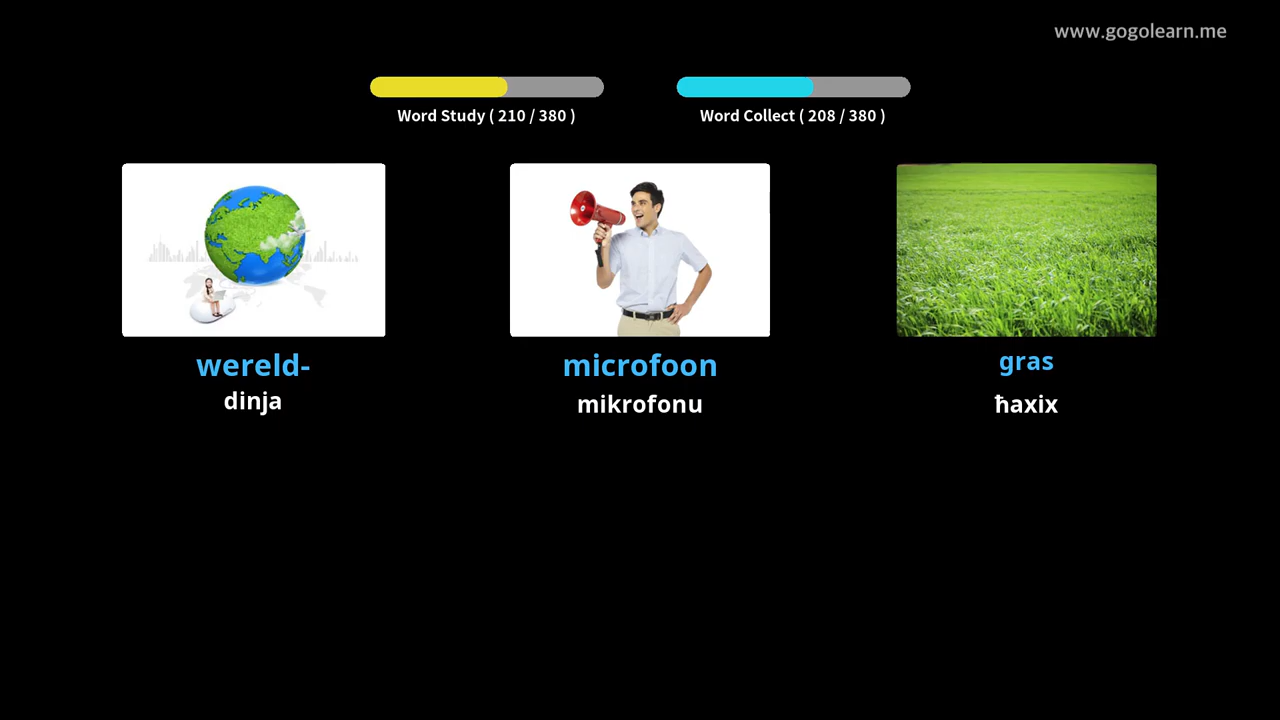 www.gogolearn.me
Word Study ( 210 / 380 )
Word Collect ( 208 / 380 )
wereld-
dinja
microfoon
mikrofonu
gras
ħaxix